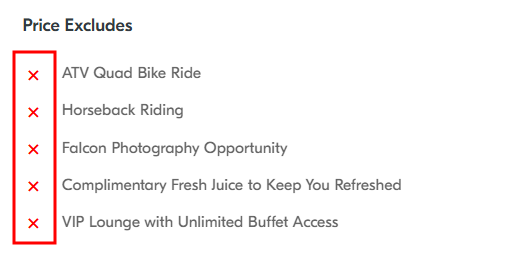 Price Excludes
ATV Quad Bike Ride
Horseback Riding
Falcon Photography Opportunity
Complimentary Fresh Juice to Keep You Refreshed
VIP Lounge with Unlimited Buffet Access